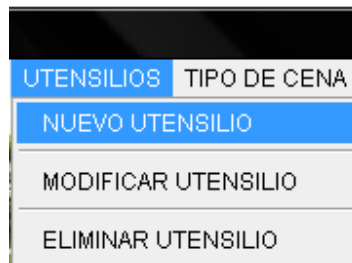 UTENSILIOS TIPO DE CENA
NUEVO UTENSILIO
MODIFICAR UTENSILIO
ELIMINAR UTENSILIO